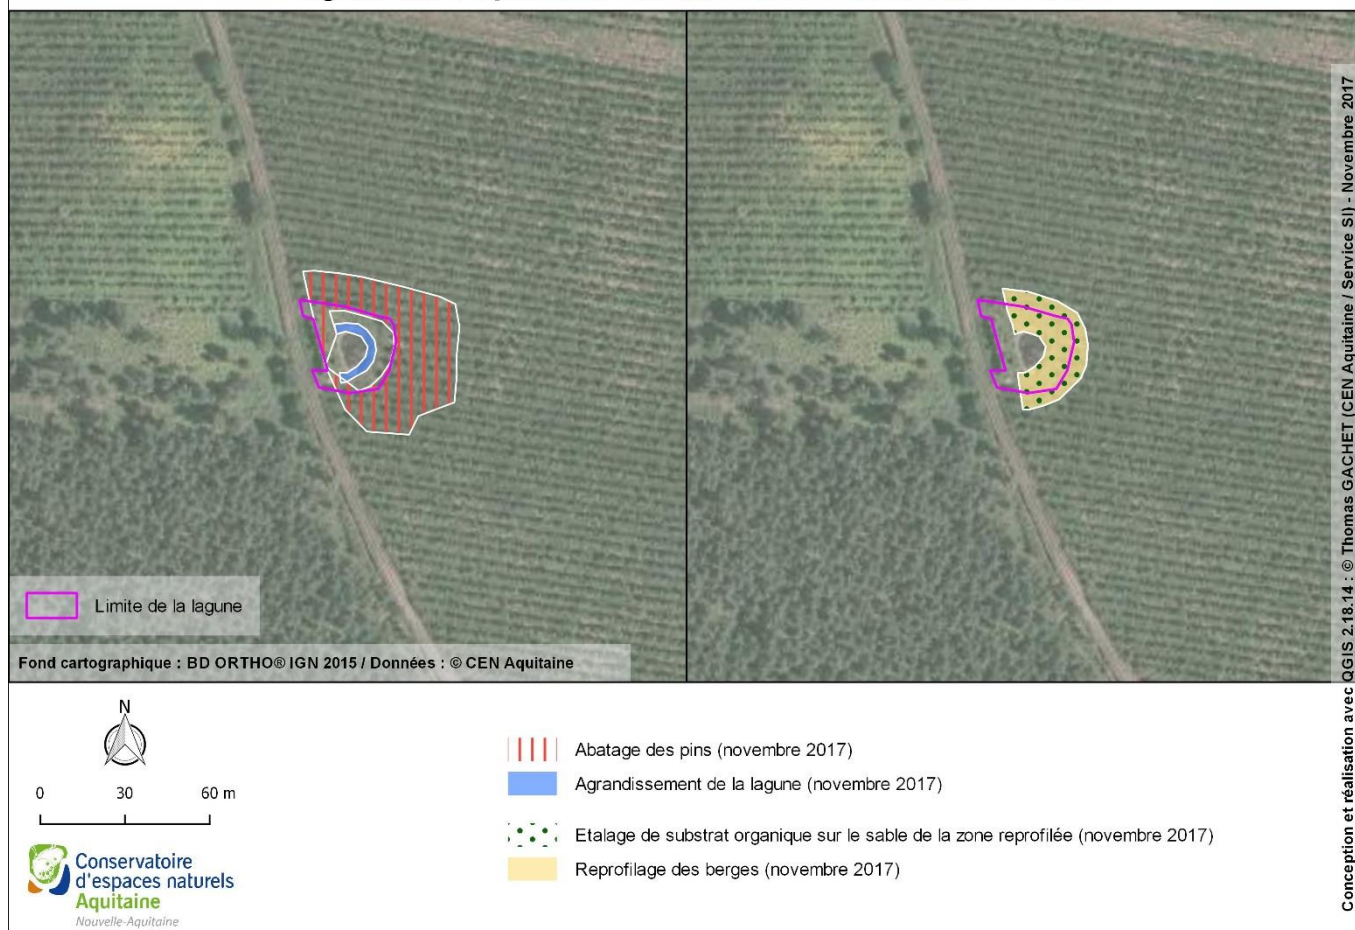 Limite de la lagune
Fond cartographique : BD ORTHO® IGN 2015 / Données : © CEN Aquitaine
Conception et réalisation avec QGIS 2.18.14 : © Thomas GACHET (CEN Aquitaine / Service SI) - Novembre 2017
N
0 30 60 m
Conservatoire
d'espaces naturels
Aquitaine
Nouvelle-Aquitaine
Abatage des pins (novembre 2017)
Agrandissement de la lagune (novembre 2017)
Etalage de substrat organique sur le sable de la zone reprofilée (novembre 2017)
Reprofilage des berges (novembre 2017)